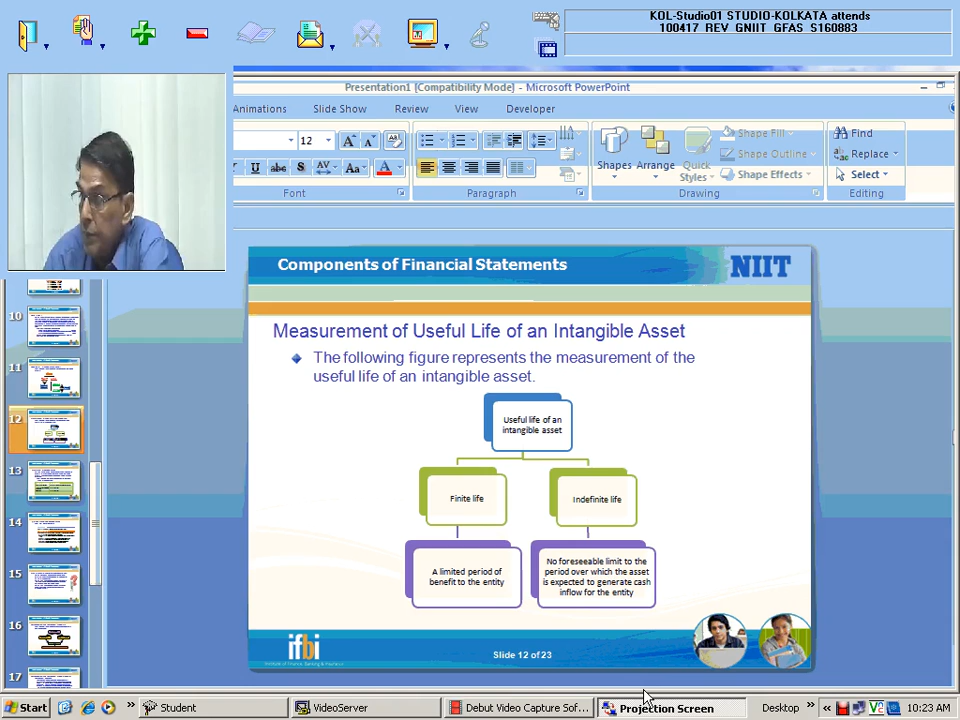 KOL-Studio01 STUDIO-KOLKATA attends
100417_REV_GNIIT_GFAS_S160883
Presentation1 [Compatibility Mode] - Microsoft PowerPoint
Animations Slide Show Review View Developer
12
Shapes Arrange Quick Styles
Shape Fill
Shape Outline
Shape Effects
Find
Replace
Select
Font Paragraph Drawing Editing
Components of Financial Statements
NIIT
Measurement of Useful Life of an Intangible Asset
The following figure represents the measurement of the
useful life of an intangible asset.
Useful life of an
intangible asset
Finite life
Indefinite life
A limited period of
benefit to the entity
No foreseeable limit to the
period over which the asset
is expected to generate cash
inflow for the entity
ifbi
Slide 12 of 23
10
11
12
13
14
15
16
17
Start
Student
VideoServer
Debut Video Capture Sof...
Projection Screen
Desktop
10:23 AM